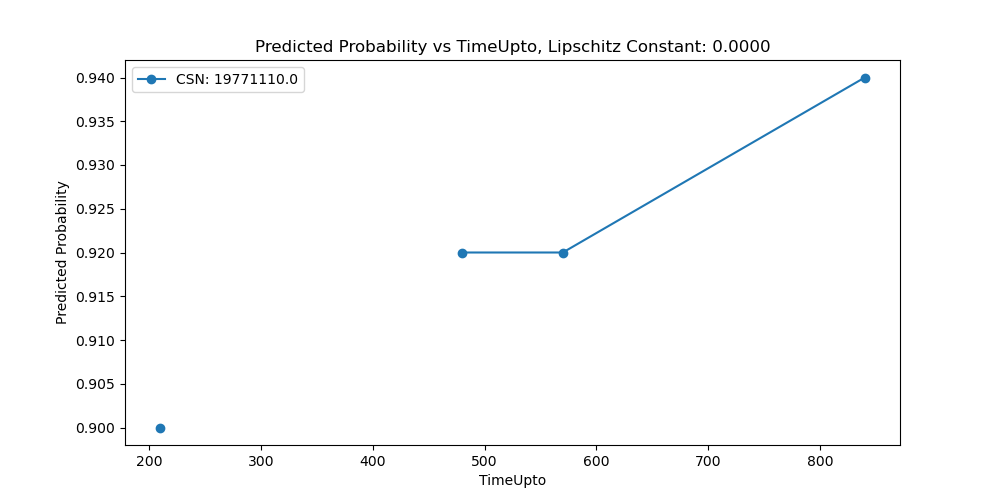 Predicted Probability vs TimeUpto, Lipschitz Constant: 0.0000
CSN: 19771110.0
Predicted Probability
0.940
0.935
0.930
0.925
0.920
0.915
0.910
0.905
0.900
200 300 400 500 600 700 800
TimeUpto